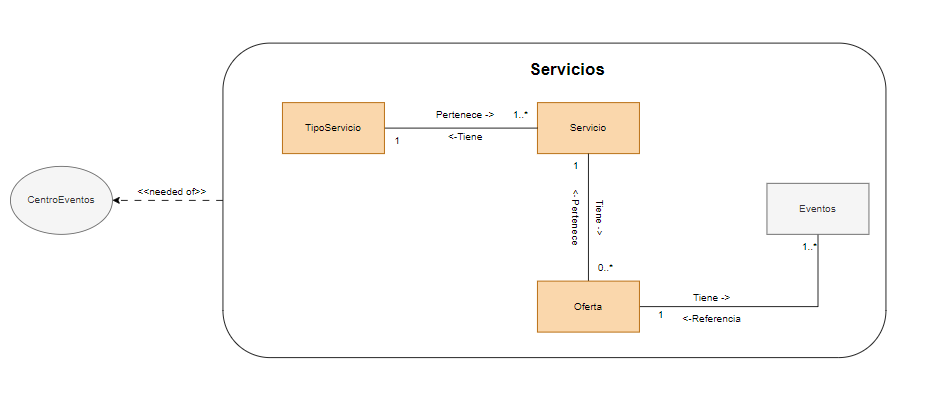 Servicios
TipoServicio
Pertenece ->
1..*
1
<-Tiene
Servicio
1
<-Pertenece
Tiene ->
0..*
CentroEventos
<<needed of>>
Eventos
1..*
Oferta
Tiene ->
1
<-Referencia